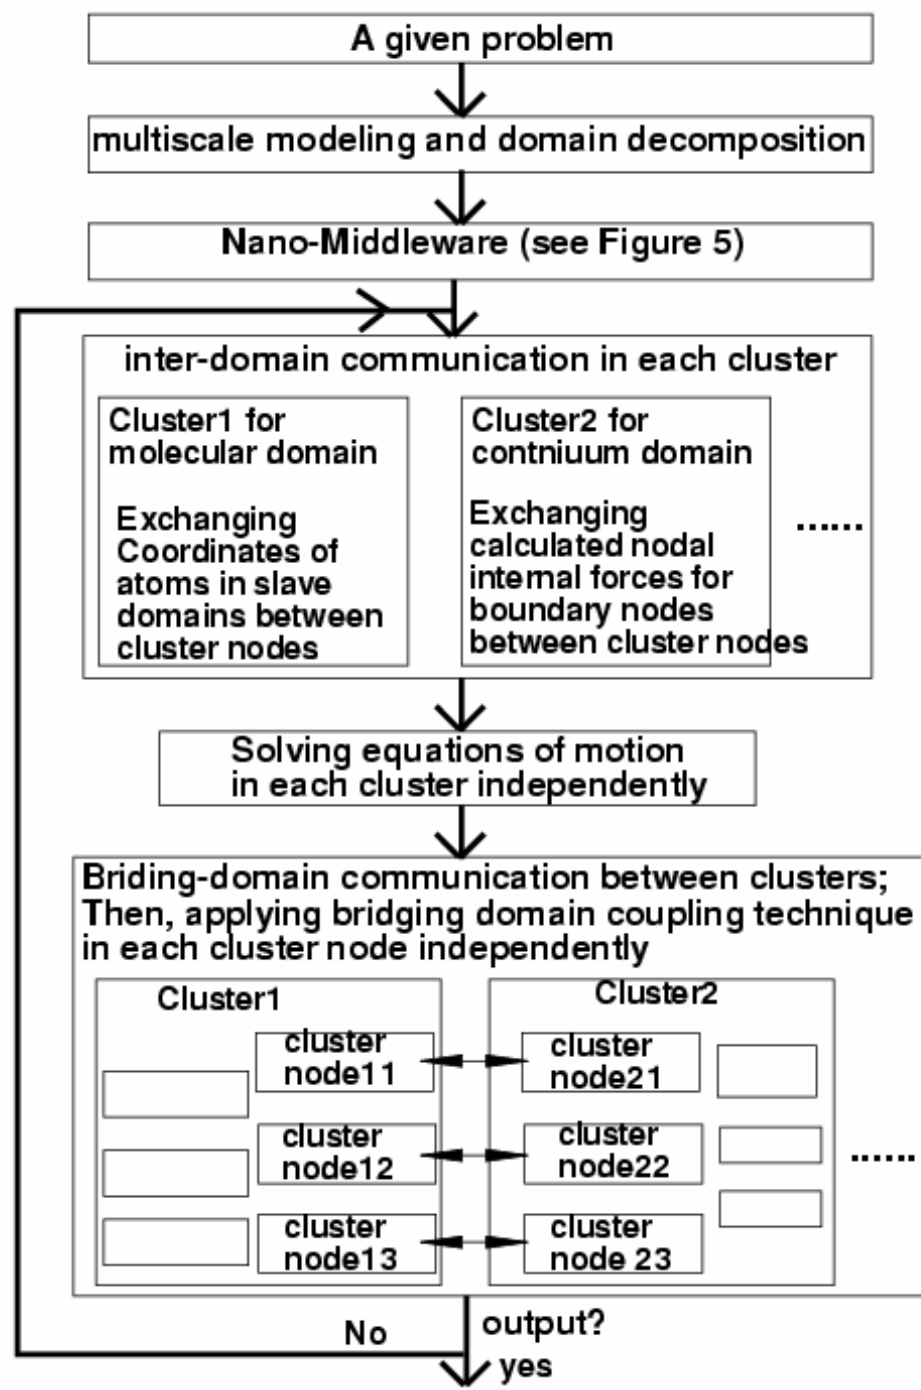 A given problem
multiscale modeling and domain decomposition
Nano-Middleware (see Figure 5)
inter-domain communication in each cluster
Cluster1 for
molecular domain
Exchanging
Coordinates of
atoms in slave
domains between
cluster nodes
Cluster2 for
contniuum domain
Exchanging
calculated nodal
internal forces for
boundary nodes
between cluster nodes
......
Solving equations of motion
in each cluster independently
Briding-domain communication between clusters;
Then, applying bridging domain coupling technique
in each cluster node independently
Cluster1
cluster
node11
cluster
node12
cluster
node13
Cluster2
cluster
node21
cluster
node22
cluster
node 23
......
No
output?
yes